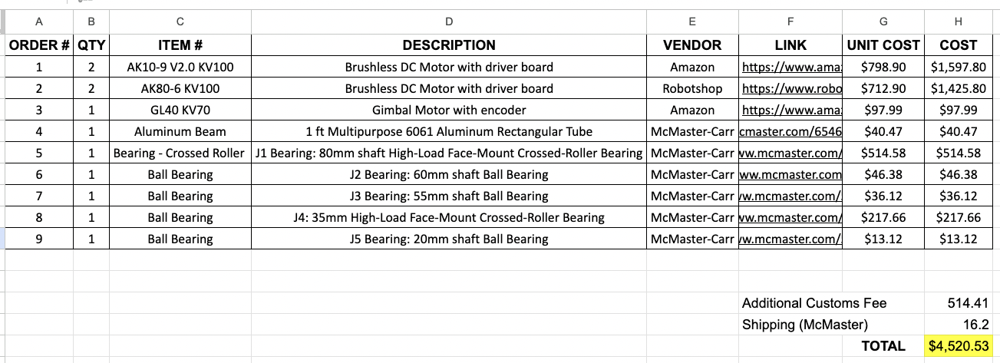 A B C D E F G H
ORDER # QTY ITEM # DESCRIPTION VENDOR LINK UNIT COST COST
1 2 AK10-9 V2.0 KV100 Brushless DC Motor with driver board Amazon https://www.ama $798.90 $1,597.80
2 2 AK80-6 KV100 Brushless DC Motor with driver board Robotshop https://www.robo $712.90 $1,425.80
3 1 GL40 KV70 Gimbal Motor with encoder Amazon https://www.ama $97.99 $97.99
4 1 Aluminum Beam 1 ft Multipurpose 6061 Aluminum Rectangular Tube McMaster-Carr cmaster.com/6546 $40.47 $40.47
5 1 Bearing - Crossed Roller J1 Bearing: 80mm shaft High-Load Face-Mount Crossed-Roller Bearing McMaster-Carr w.mcmaster.com/ $514.58 $514.58
6 1 Ball Bearing J2 Bearing: 60mm shaft Ball Bearing McMaster-Carr ww.mcmaster.com $46.38 $46.38
7 1 Ball Bearing J3 Bearing: 55mm shaft Ball Bearing McMaster-Carr w.mcmaster.com/ $36.12 $36.12
8 1 Ball Bearing J4: 35mm High-Load Face-Mount Crossed-Roller Bearing McMaster-Carr w.mcmaster.com/ $217.66 $217.66
9 1 Ball Bearing J5 Bearing: 20mm shaft Ball Bearing McMaster-Carr w.mcmaster.com/ $13.12 $13.12
Additional Customs Fee 514.41
Shipping (McMaster) 16.2
TOTAL $4,520.53